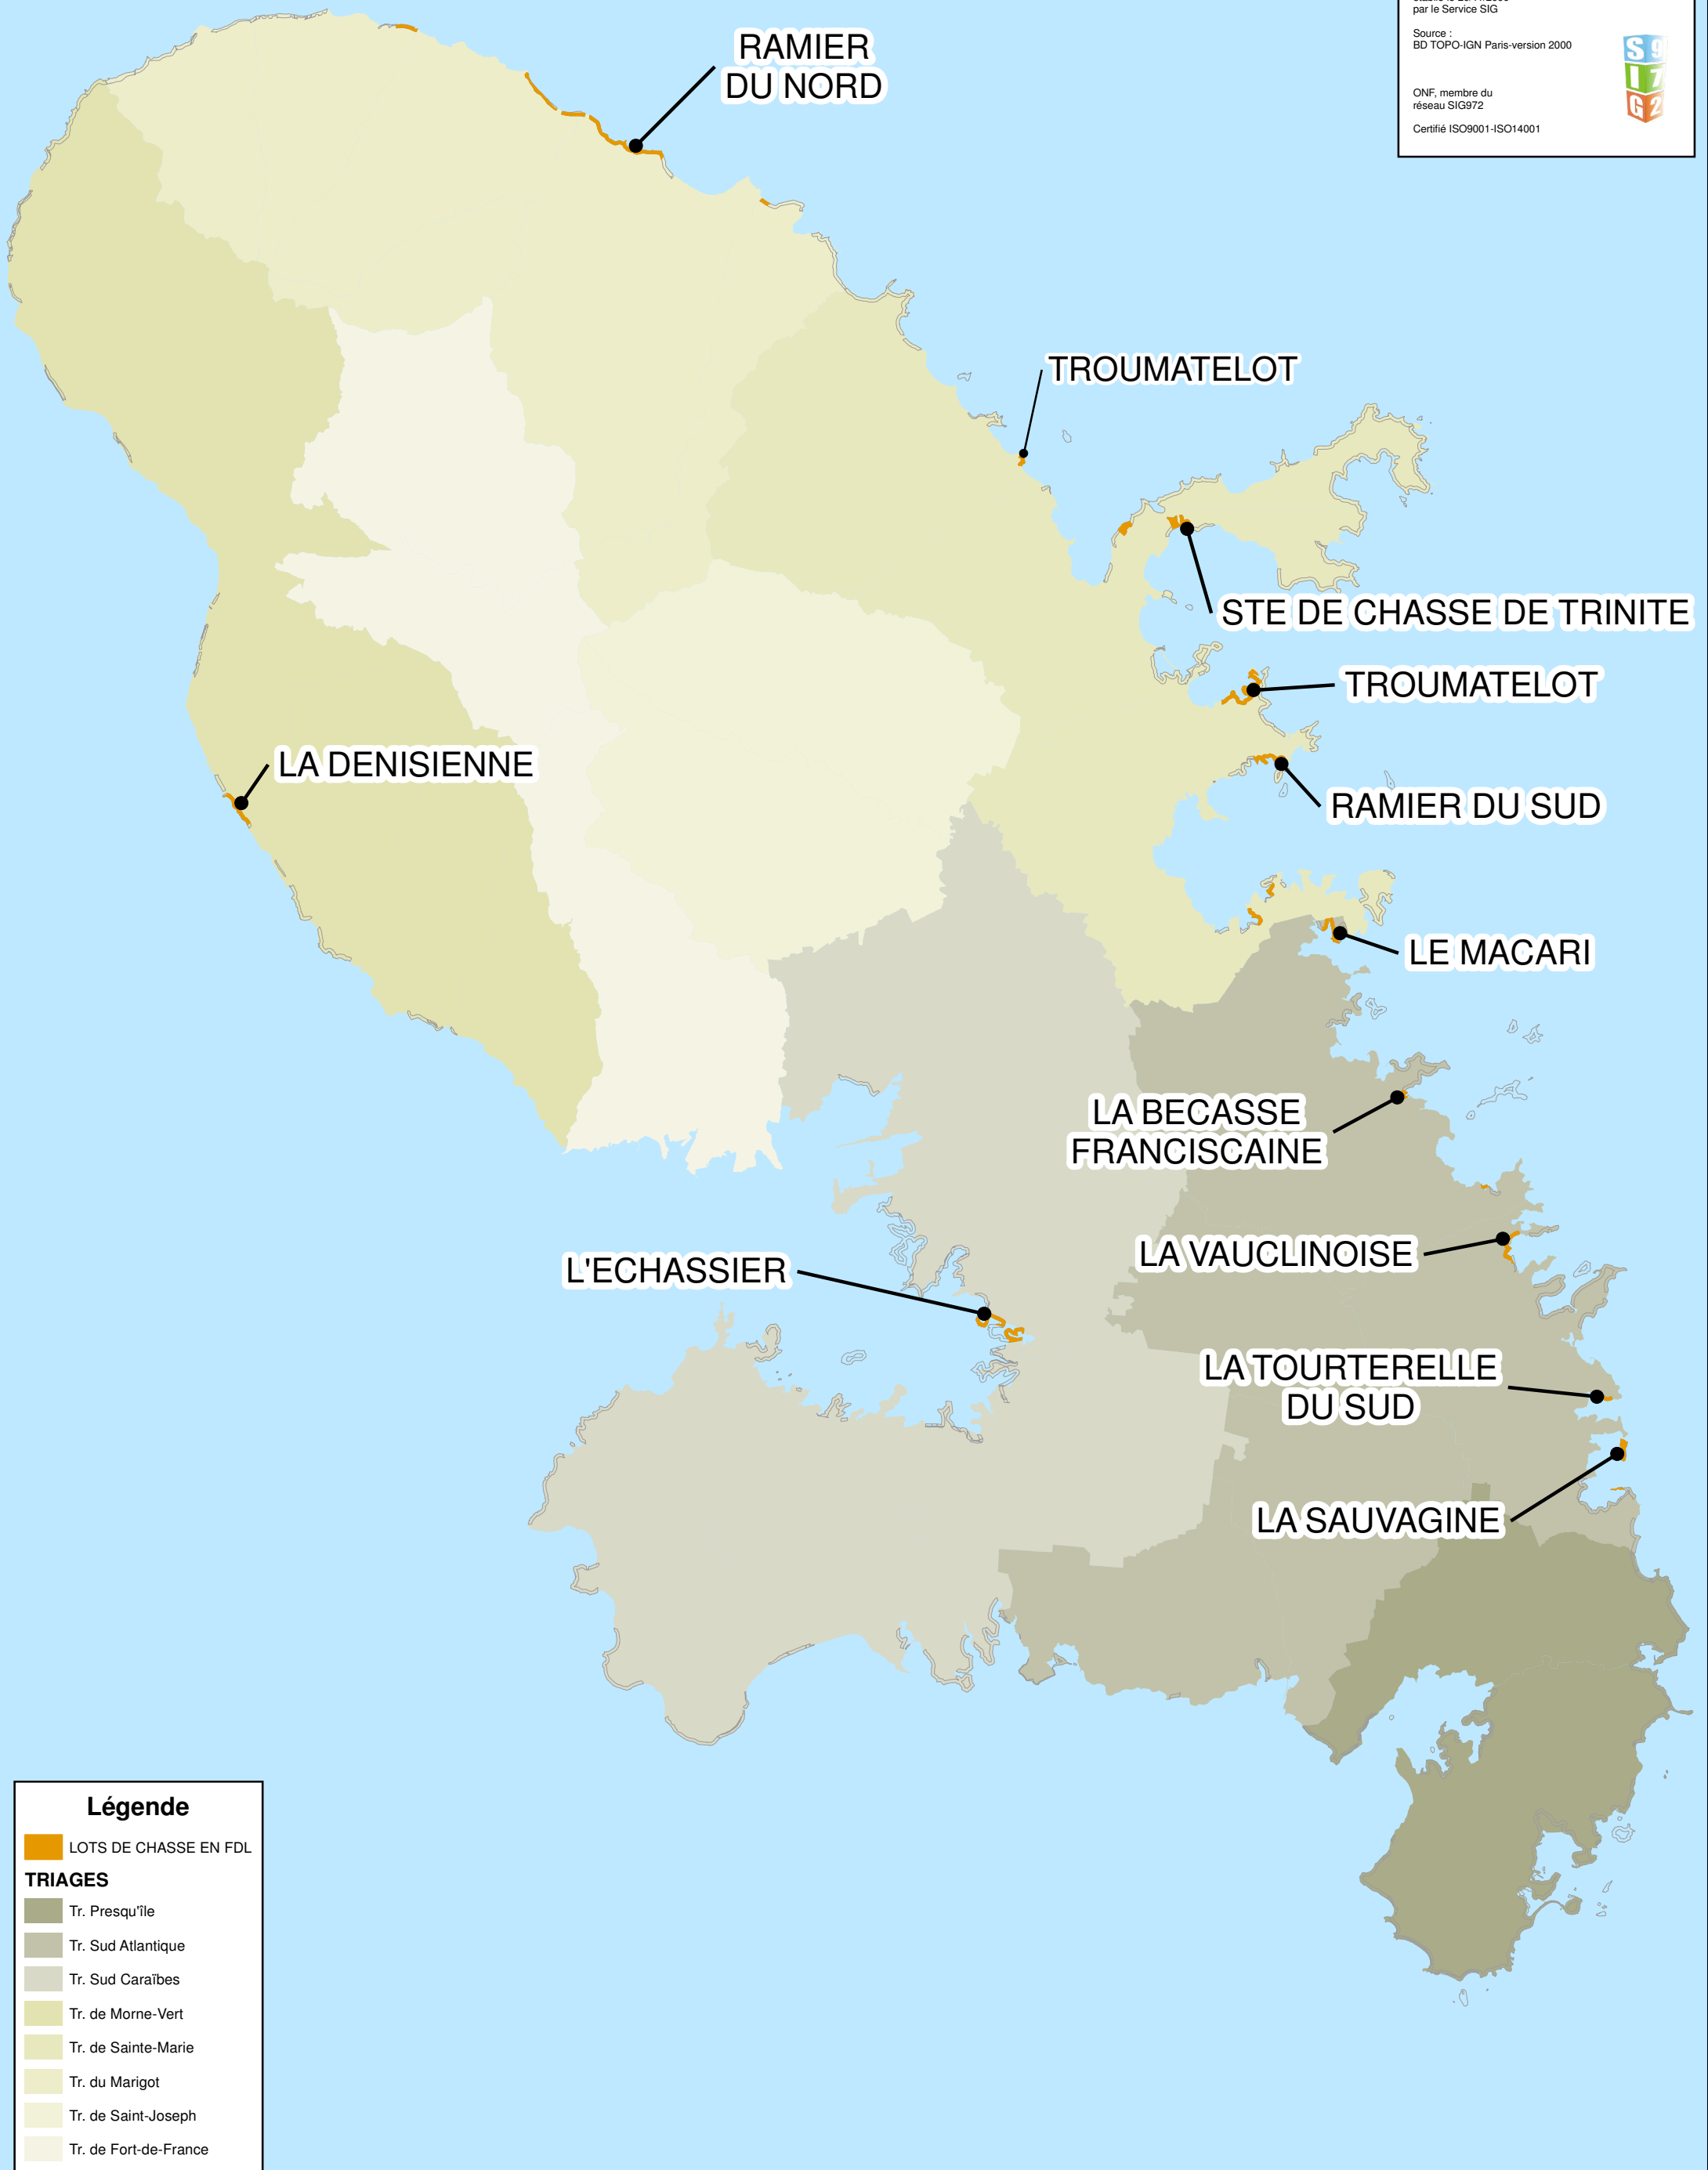 par le Service SIG
Source :
BD TOPO-IGN Paris-version 2000
ONF, membre du
réseau SIG972
Certifié ISO9001-ISO14001
S 9
I 7
G 2
RAMIER
DU NORD
TROUMATELOT
STE DE CHASSE DE TRINITE
TROUMATELOT
LA DENISIENNE
RAMIER DU SUD
LE MACARI
LA BECASSE
FRANCISCAINE
LA VAUCLINOISE
L'ECHASSIER
LA TOURTERELLE
DU SUD
LA SAUVAGINE
Légende
LOTS DE CHASSE EN FDL
TRIAGES
Tr. Presqu'île
Tr. Sud Atlantique
Tr. Sud Caraïbes
Tr. de Morne-Vert
Tr. de Sainte-Marie
Tr. du Marigot
Tr. de Saint-Joseph
Tr. de Fort-de-France